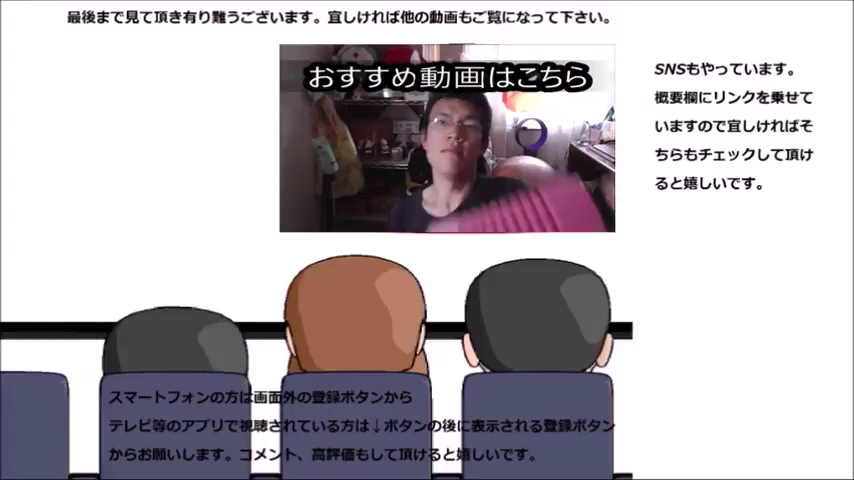 最後まで見て頂き有り難うございます。宜しければ他の動画もご覧になって下さい。
おすすめ動画はこちら
SNSもやっています。
概要欄にリンクを乗せて
いますので宜しければそ
ちらもチェックして頂け
ると嬉しいです。
スマートフォンの方は画面外の登録ボタンから
テレビ等のアプリで視聴されている方は↓ボタンの後に表示される登録ボタン
からお願いします。コメント、高評価もして頂けると嬉しいです。